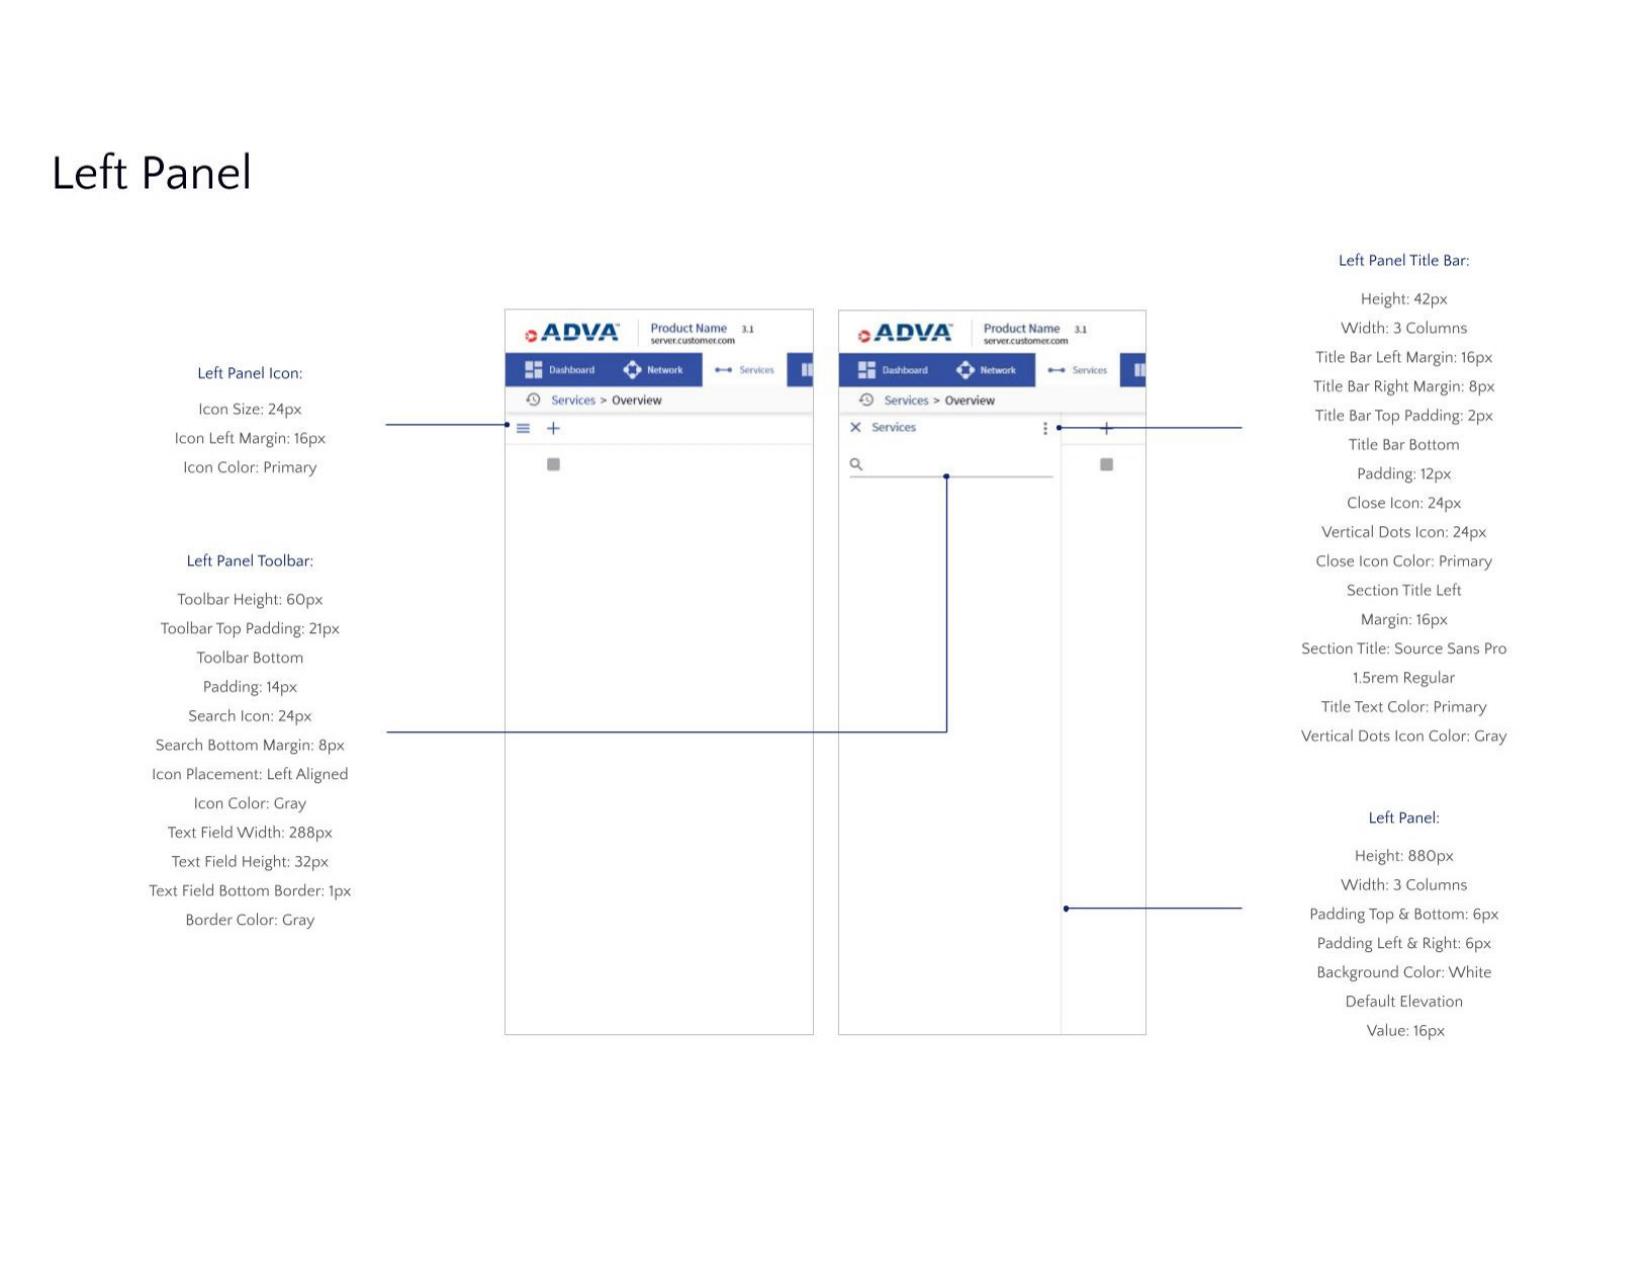 Left Panel
Left Panel Icon:
Icon Size: 24px
Icon Left Margin: 16px
Icon Color: Primary
Left Panel Toolbar:
Toolbar Height: 60px
Toolbar Top Padding: 21px
Toolbar Bottom
Padding: 14px
Search Icon: 24px
Search Bottom Margin: 8px
Icon Placement: Left Aligned
Icon Color: Gray
Text Field Width: 288px
Text Field Height: 32px
Text Field Bottom Border: 1px
Border Color: Gray
ADVA™ Product Name 3.1
server.customer.com
Dashboard Network Services
Services > Overview
ADVA™ Product Name 3.1
server.customer.com
Dashboard Network Services
Services > Overview
Services
Left Panel Title Bar:
Height: 42px
Width: 3 Columns
Title Bar Left Margin: 16px
Title Bar Right Margin: 8px
Title Bar Top Padding: 2px
Title Bar Bottom
Padding: 12px
Close Icon: 24px
Vertical Dots Icon: 24px
Close Icon Color: Primary
Section Title Left
Margin: 16px
Section Title: Source Sans Pro
1.5rem Regular
Title Text Color: Primary
Vertical Dots Icon Color: Gray
Left Panel:
Height: 880px
Width: 3 Columns
Padding Top & Bottom: 6px
Padding Left & Right: 6px
Background Color: White
Default Elevation
Value: 16px